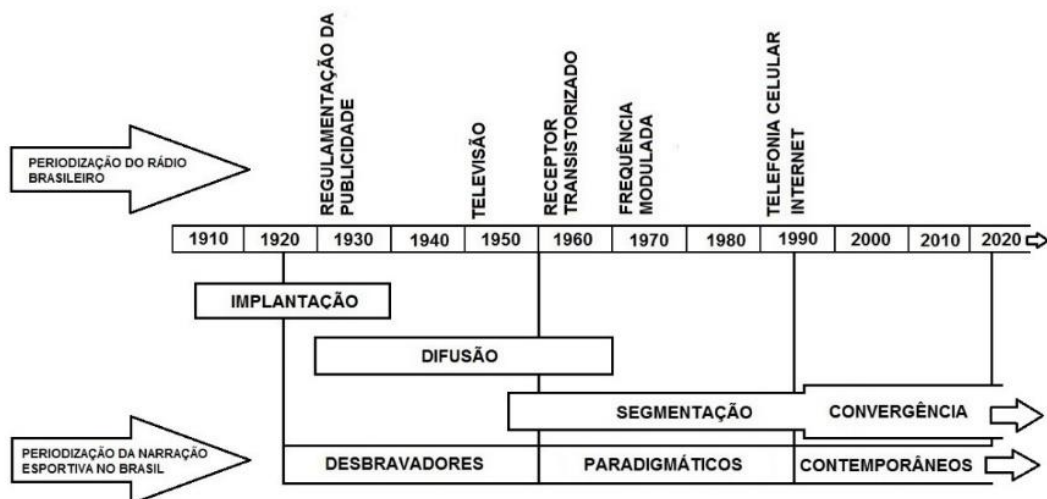 REGULAMENTAÇÃO DA
PUBLICIDADE
TELEVISÃO
RECEPTOR
TRANSISTORIZADO
FREQUÊNCIA
MODULADA
TELEFONIA CELULAR
INTERNET
PERIODIZAÇÃO DO RÁDIO
BRASILEIRO
1910 1920 1930 1940 1950 1960 1970 1980 1990 2000 2010 2020
IMPLANTAÇÃO
DIFUSÃO
SEGMENTAÇÃO CONVERGÊNCIA
PERIODIZAÇÃO DA NARRAÇÃO
ESPORTIVA NO BRASIL
DESBRAVADORES PARADIGMÁTICOS CONTEMPORÂNEOS